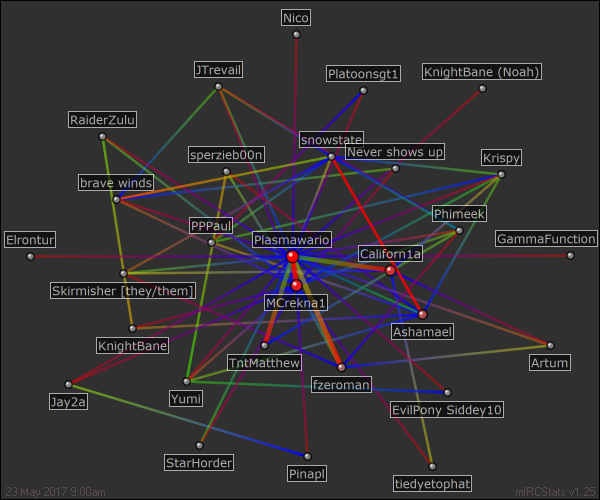 Nico
JTrevail
Platoonsgt1
KnightBane (Noah)
RaiderZulu
snowstate
sperzieb00n
Never shows up
Krispy
brave winds
PPPaul
Phimeek
Elrontur
Plasmawario
Californ1a
GammaFunction
Skirmisher [they/them]
MCrekna1
KnightBane
Ashamael
TntMatthew
Artum
Jay2a
Yumi
fzeroman
EvilPony Siddey10
StarHorder
Pinapl
tiedyetophat
23 May 2017 9:00am
mIRCStats v1.25